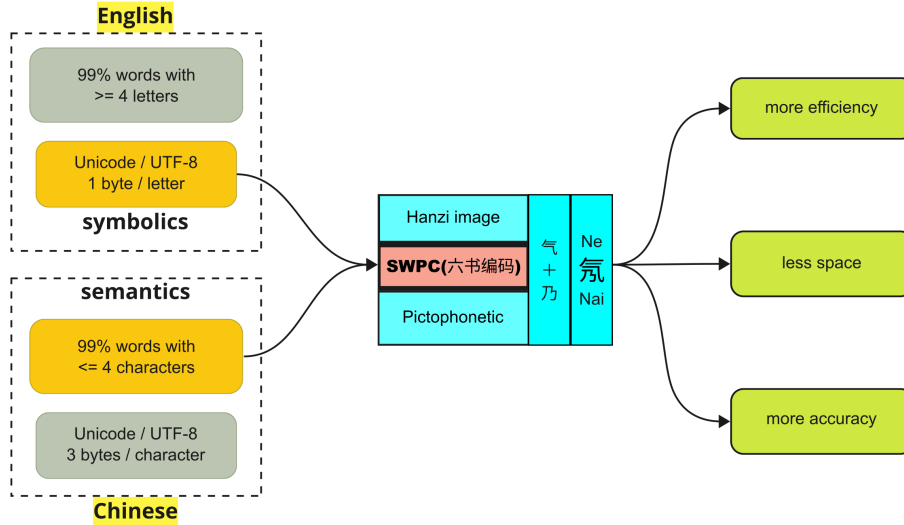 English
99% words with
>= 4 letters
Unicode / UTF-8
1 byte / letter
symbolics
semantics
99% words with
<= 4 characters
Unicode / UTF-8
3 bytes / character
Chinese
Hanzi image
SWPC(六书编码)
Pictophonetic
气
+
乃
Ne
氖
Nai
more efficiency
less space
more accuracy